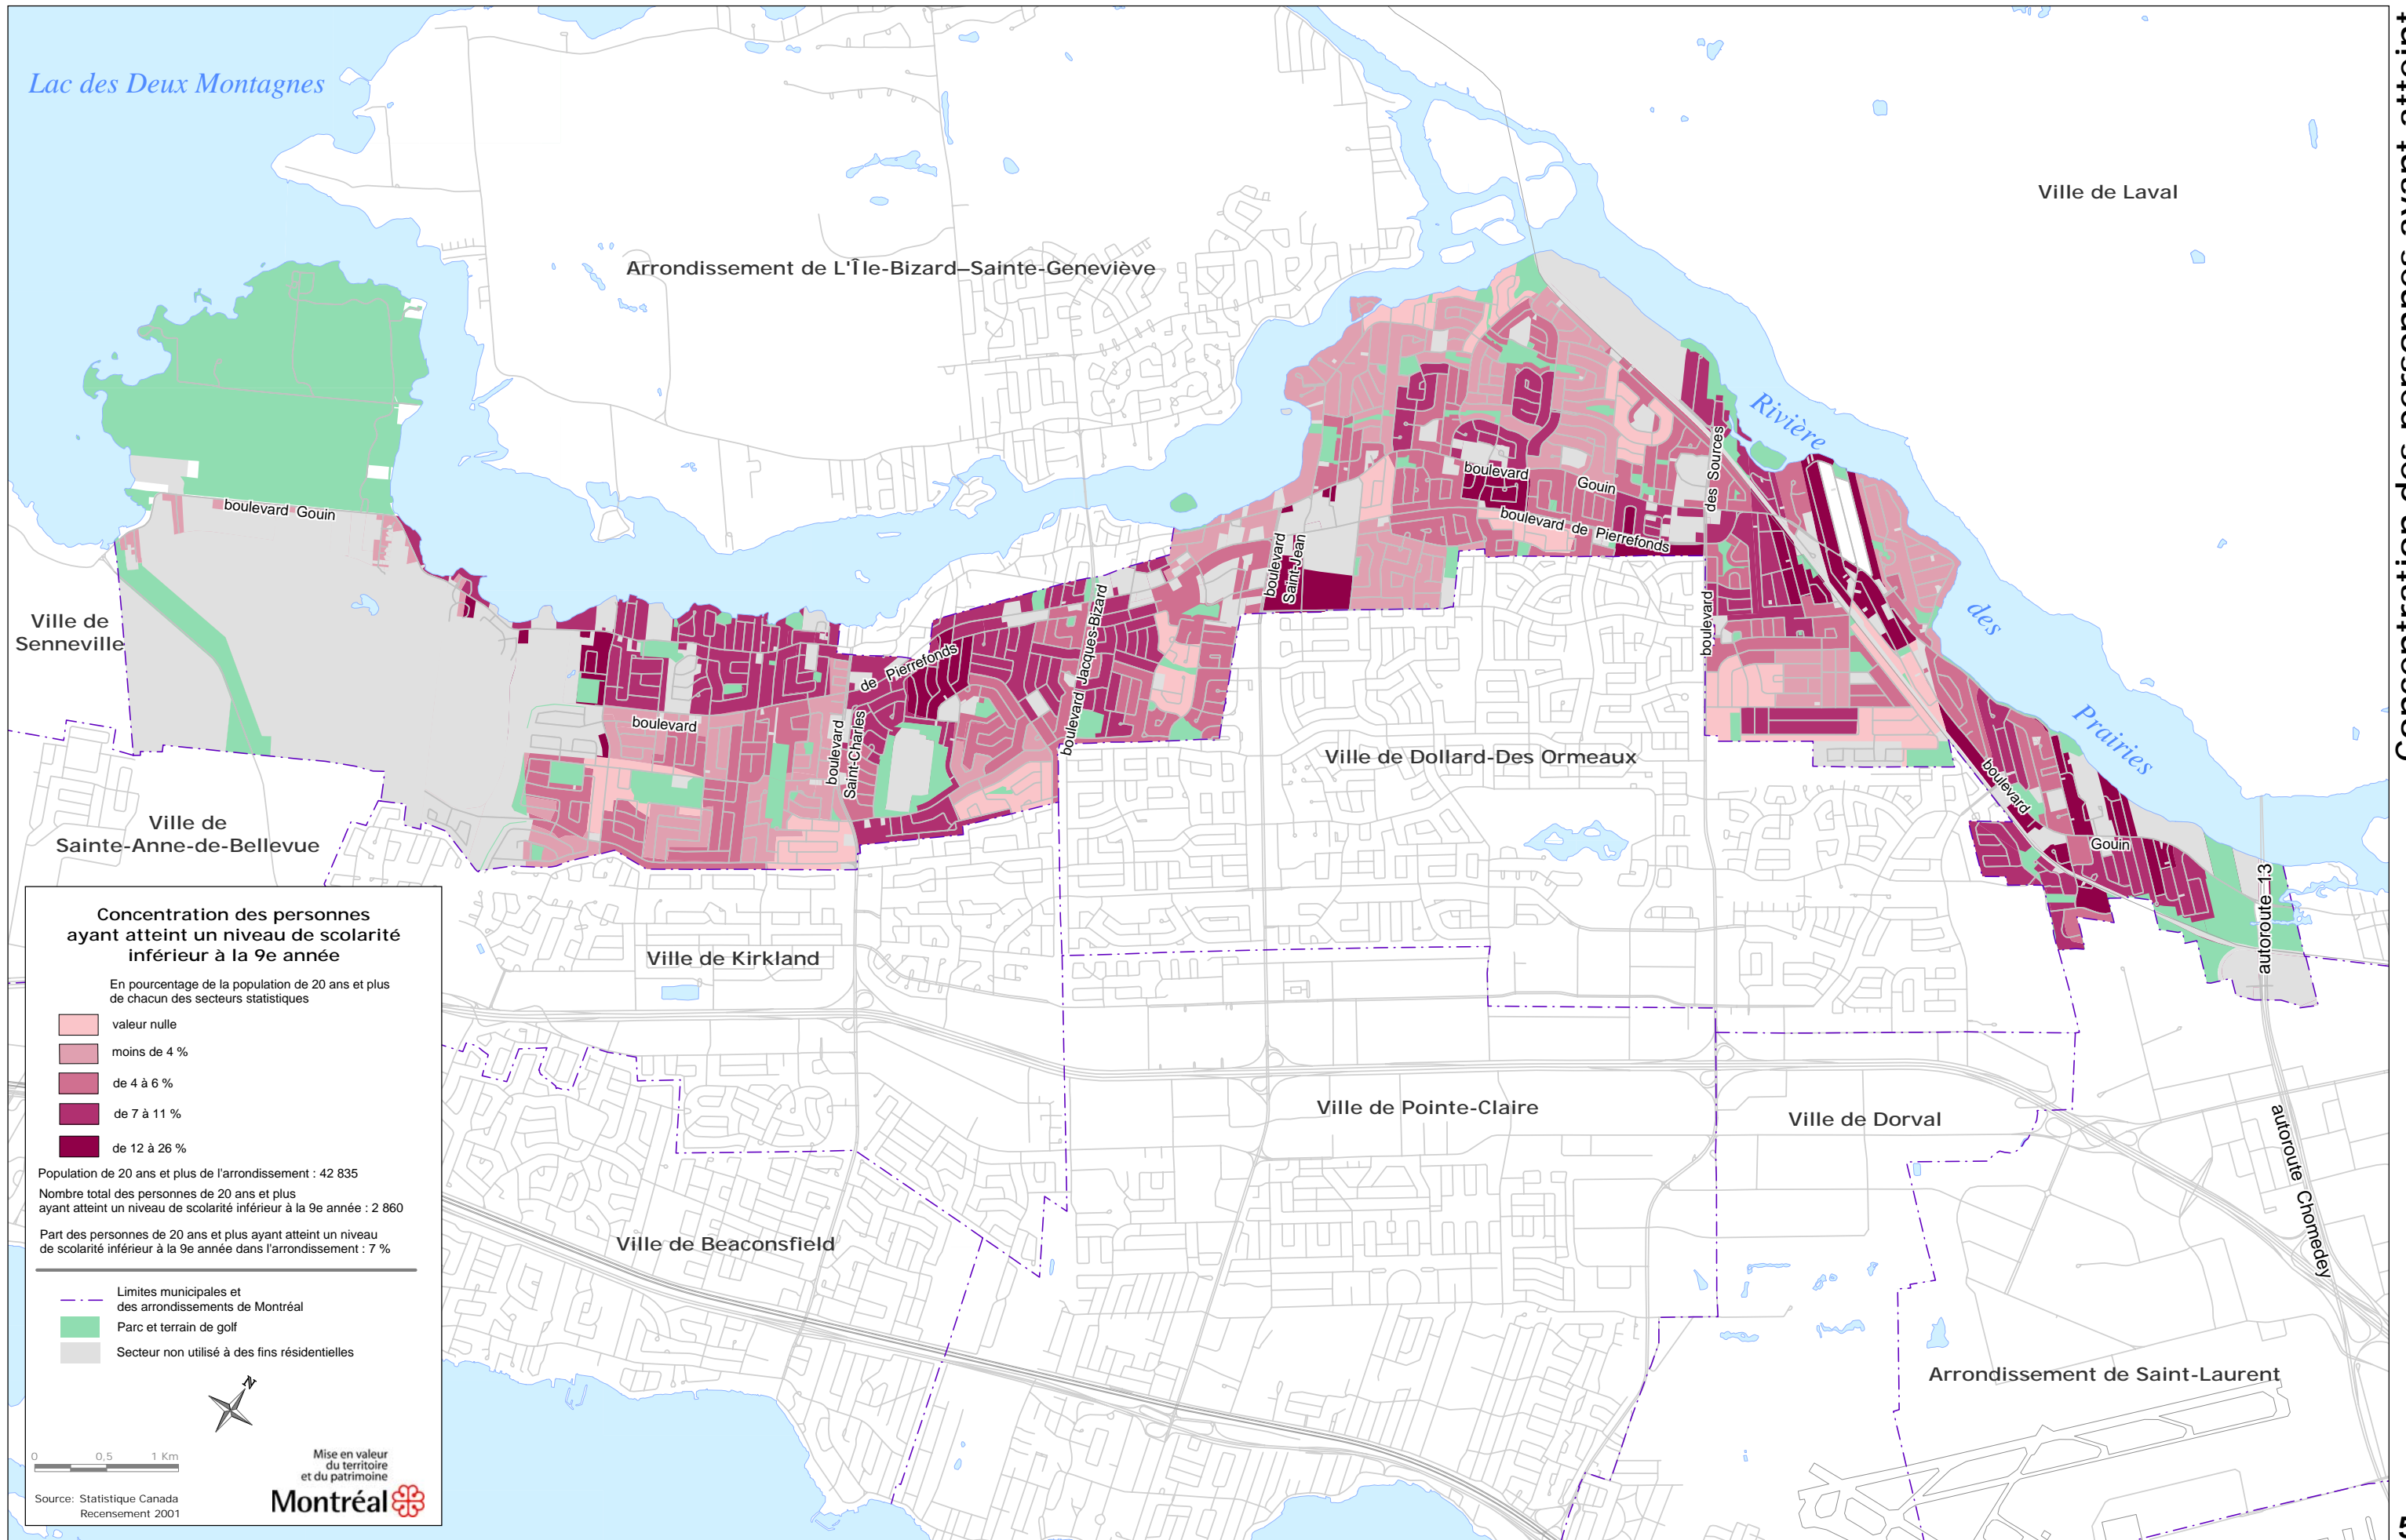 Lac des Deux Montagnes
Ville de Laval
Arrondissement de L'Île-Bizard–Sainte-Geneviève
Rivière
des
Prairies
boulevard Gouin
boulevard
Gouin
boulevard de Pierrefonds
des Sources
boulevard
boulevard
Saint-Jean
boulevard Jacques-Bizard
de Pierrefonds
boulevard
boulevard
Saint-Charles
Ville de
Senneville
Ville de
Sainte-Anne-de-Bellevue
Ville de Dollard-Des Ormeaux
boulevard
Gouin
autoroute 13
autoroute Chomedey
Ville de Kirkland
Ville de Pointe-Claire
Ville de Dorval
Ville de Beaconsfield
Arrondissement de Saint-Laurent
Concentration des personnes
ayant atteint un niveau de scolarité
inférieur à la 9e année
En pourcentage de la population de 20 ans et plus
de chacun des secteurs statistiques
valeur nulle
moins de 4 %
de 4 à 6 %
de 7 à 11 %
de 12 à 26 %
Population de 20 ans et plus de l'arrondissement : 42 835
Nombre total des personnes de 20 ans et plus
ayant atteint un niveau de scolarité inférieur à la 9e année : 2 860
Part des personnes de 20 ans et plus ayant atteint un niveau
de scolarité inférieur à la 9e année dans l'arrondissement : 7 %
Limites municipales et
des arrondissements de Montréal
Parc et terrain de golf
Secteur non utilisé à des fins résidentielles
N
0 0,5 1 Km
Mise en valeur
du territoire
et du patrimoine
Montréal
Source: Statistique Canada
Recensement 2001
Concentration des personnes ayant atteint